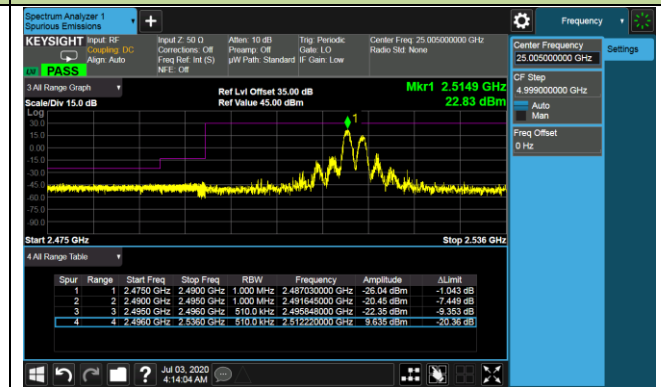 Spectrum Analyzer 1
Spurious Emissions
Frequency
KEYSIGHT
Input: RF
Coupling: DC
Align: Auto
Input Z: 50 Ω
Corrections: Off
Freq Ref: Int (S)
NFE: Off
Atten: 10 dB
Preamp: Off
µW Path: Standard
Trig: Periodic
Gate: LO
IF Gain: Low
Center Freq: 25.005000000 GHz
Radio Std: None
PASS
Center Frequency
25.005000000 GHz
Settings
CF Step
4.999000000 GHz
Auto
Man
Freq Offset
0 Hz
3 All Range Graph
Scale/Div 15.0 dB
Ref Lvl Offset 35.00 dB
Ref Value 45.00 dBm
Mkr1 2.5149 GHz
22.83 dBm
Log
30.0
15.0
0.00
-15.0
-30.0
-45.0
-60.0
-75.0
-90.0
1
Start 2.475 GHz
Stop 2.536 GHz
4 All Range Table
Spur Range Start Freq Stop Freq RBW Frequency Amplitude ΔLimit
1 1 2.4750 GHz 2.4900 GHz 1.000 MHz 2.487030000 GHz -26.04 dBm -1.043 dB
2 2 2.4900 GHz 2.4950 GHz 1.000 MHz 2.491645000 GHz -20.45 dBm -7.449 dB
3 3 2.4950 GHz 2.4960 GHz 510.0 kHz 2.495848000 GHz -22.35 dBm -9.353 dB
4 4 2.4960 GHz 2.5360 GHz 510.0 kHz 2.512220000 GHz 9.635 dBm -20.36 dB
?
Jul 03, 2020
4:14:04 AM